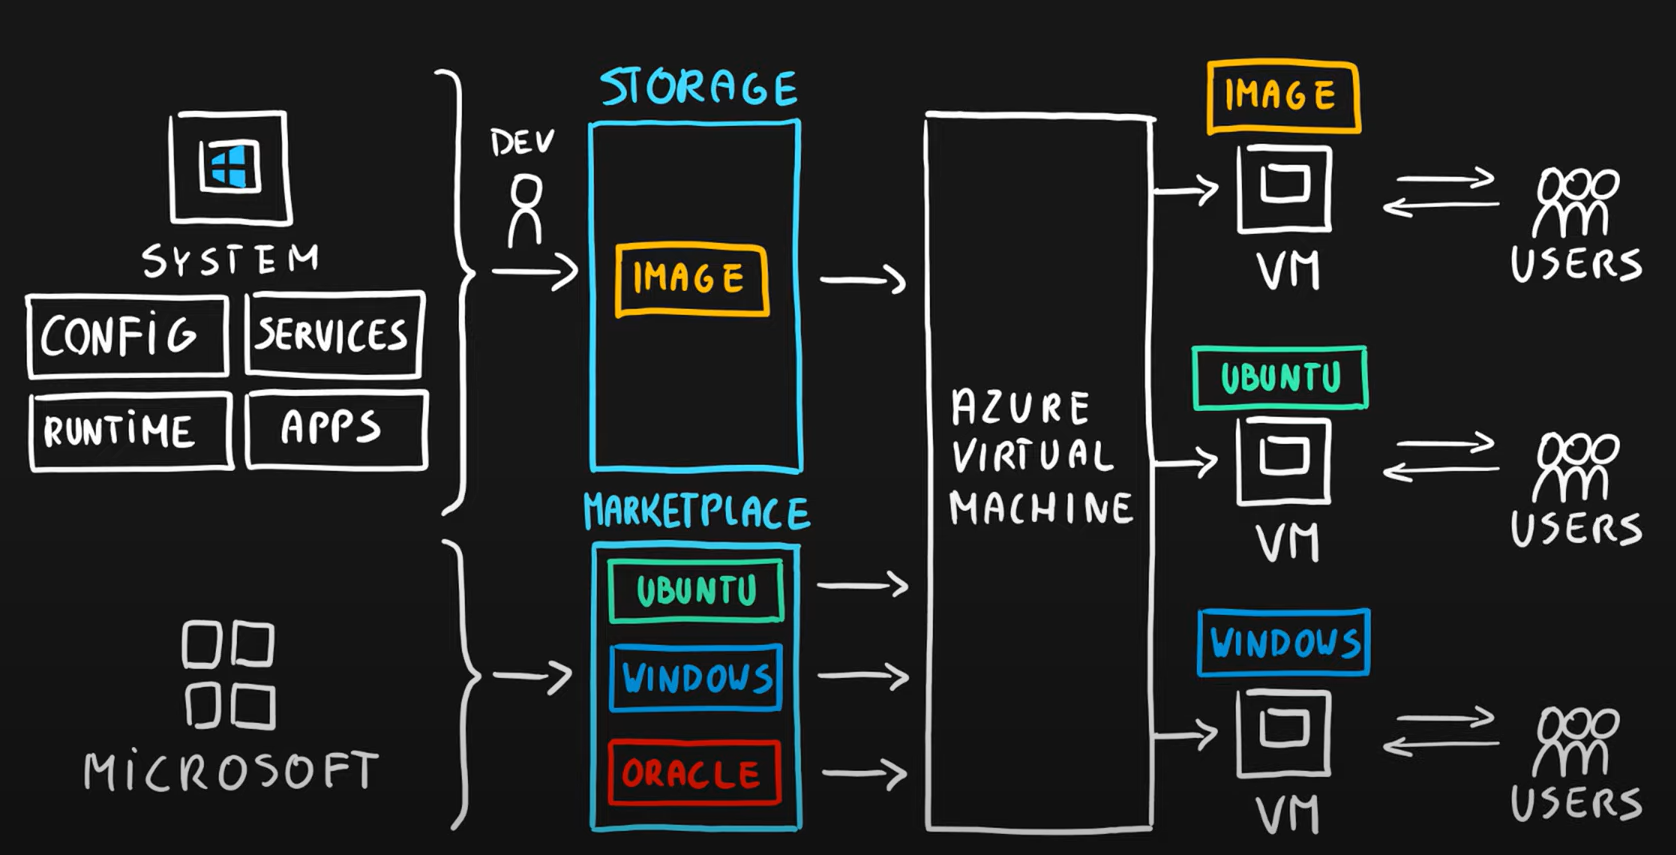 SYSTEM
CONFIG
SERVICES
RUNTIME
APPS
MICROSOFT
DEV
STORAGE
IMAGE
MARKETPLACE
UBUNTU
WINDOWS
ORACLE
AZURE
VIRTUAL
MACHINE
IMAGE
VM
USERS
UBUNTU
VM
USERS
WINDOWS
VM
USERS